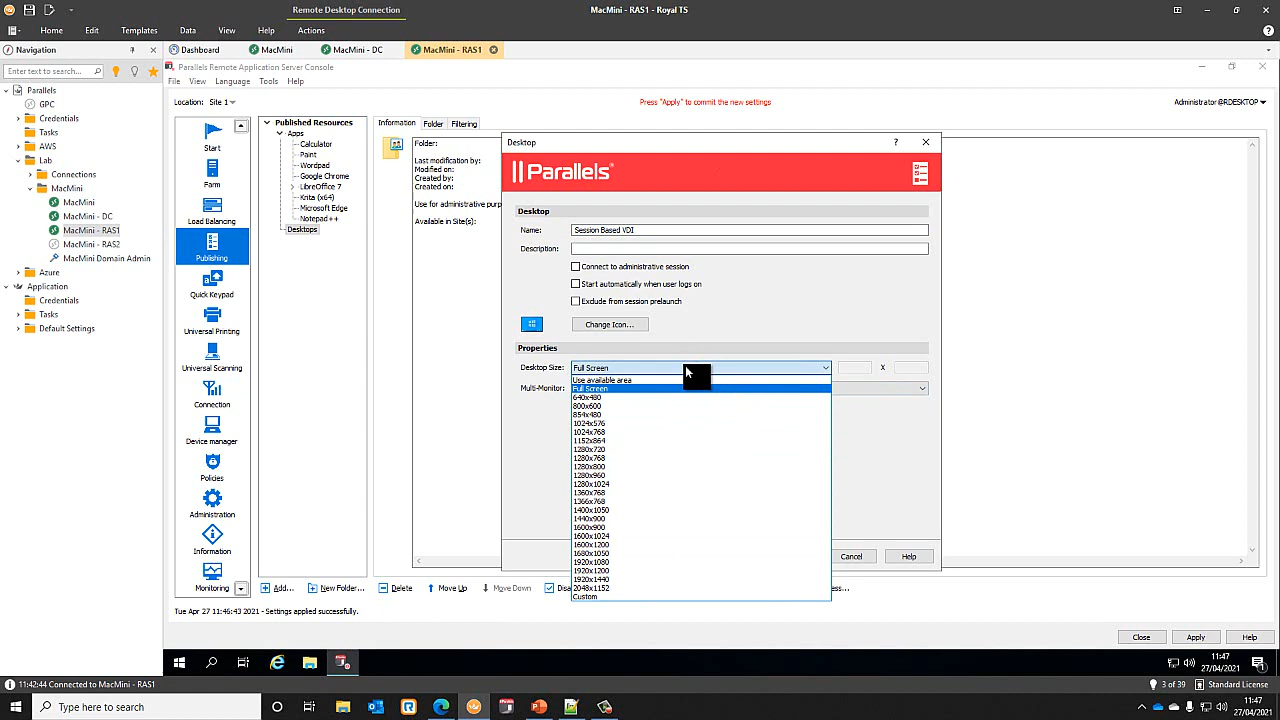 Remote Desktop Connection
MacMini - RAS1 - Royal TS
Home
Edit
Templates
Data
View
Help
Actions
Navigation
Dashboard
MacMini
MacMini - DC
MacMini - RAS1
Enter text to search...
Parallels
GPC
Credentials
Tasks
AWS
Lab
Connections
MacMini
MacMini
MacMini - DC
MacMini - RAS1
MacMini - RAS2
MacMini Domain Admin
Azure
Application
Credentials
Tasks
Default Settings
Parallels Remote Application Server Console
File
View
Language
Tools
Help
Location:
Site 1
Press "Apply" to commit the new settings
Administrator@RDESKTOP
Start
Farm
Load Balancing
Publishing
Quick Keypad
Universal Printing
Universal Scanning
Connection
Device manager
Policies
Administration
Information
Monitoring
Published Resources
Apps
Calculator
Paint
Wordpad
Google Chrome
LibreOffice 7
Krita (x64)
Microsoft Edge
Notepad++
Desktops
Information
Folder
Filtering
Folder:
Last modification by:
Modified on:
Created by:
Created on:
Use for administrative purp
Available in Site(s):
Desktop
?
Parallels®
Desktop
Name:
Session Based VDI
Description:
Connect to administrative session
Start automatically when user logs on
Exclude from session prelaunch
Change Icon...
Properties
Desktop Size:
Full Screen
X
Multi-Monitor:
Use available area
Full Screen
640x480
800x600
854x480
1024x576
1024x768
1152x864
1280x720
1280x768
1280x800
1280x960
1280x1024
1360x768
1366x768
1400x1050
1440x900
1600x900
1600x1024
1600x1200
1680x1050
1920x1080
1920x1200
1920x1440
2048x1152
Custom
Cancel
Help
Add...
New Folder...
Delete
Move Up
Move Down
Disa
...
Tue Apr 27 11:46:43 2021 - Settings applied successfully.
Close
Apply
Help
11:47
27/04/2021
11:42:44 Connected to MacMini - RAS1
3 of 39
Standard License
Type here to search
11:47
27/04/2021